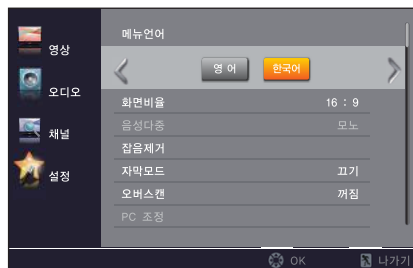 영상
오디오
채널
설정
메뉴언어
영 어 한국어
화면비율 16 : 9
음성다중 모노
잡음제거
자막모드 끄기
오버스캔 꺼짐
PC 조정
OK 나가기